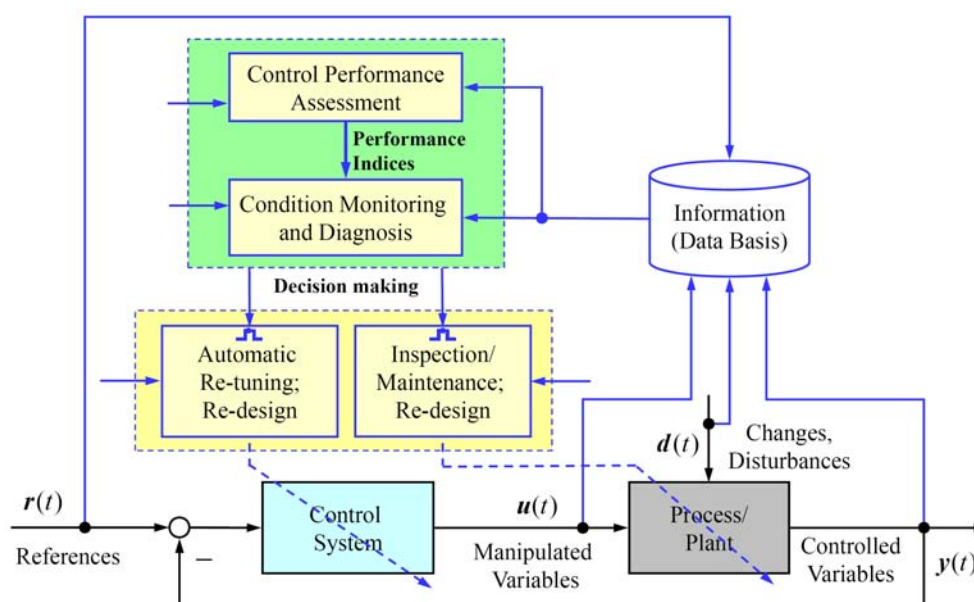 Control Performance
Assessment
Performance
Indices
Condition Monitoring
and Diagnosis
Information
(Data Basis)
Decision making
Automatic
Re-tuning;
Re-design
Inspection/
Maintenance;
Re-design
d(t)
Changes,
Disturbances
r(t)
References
−
Control
System
u(t)
Manipulated
Variables
Process/
Plant
Controlled
Variables
y(t)